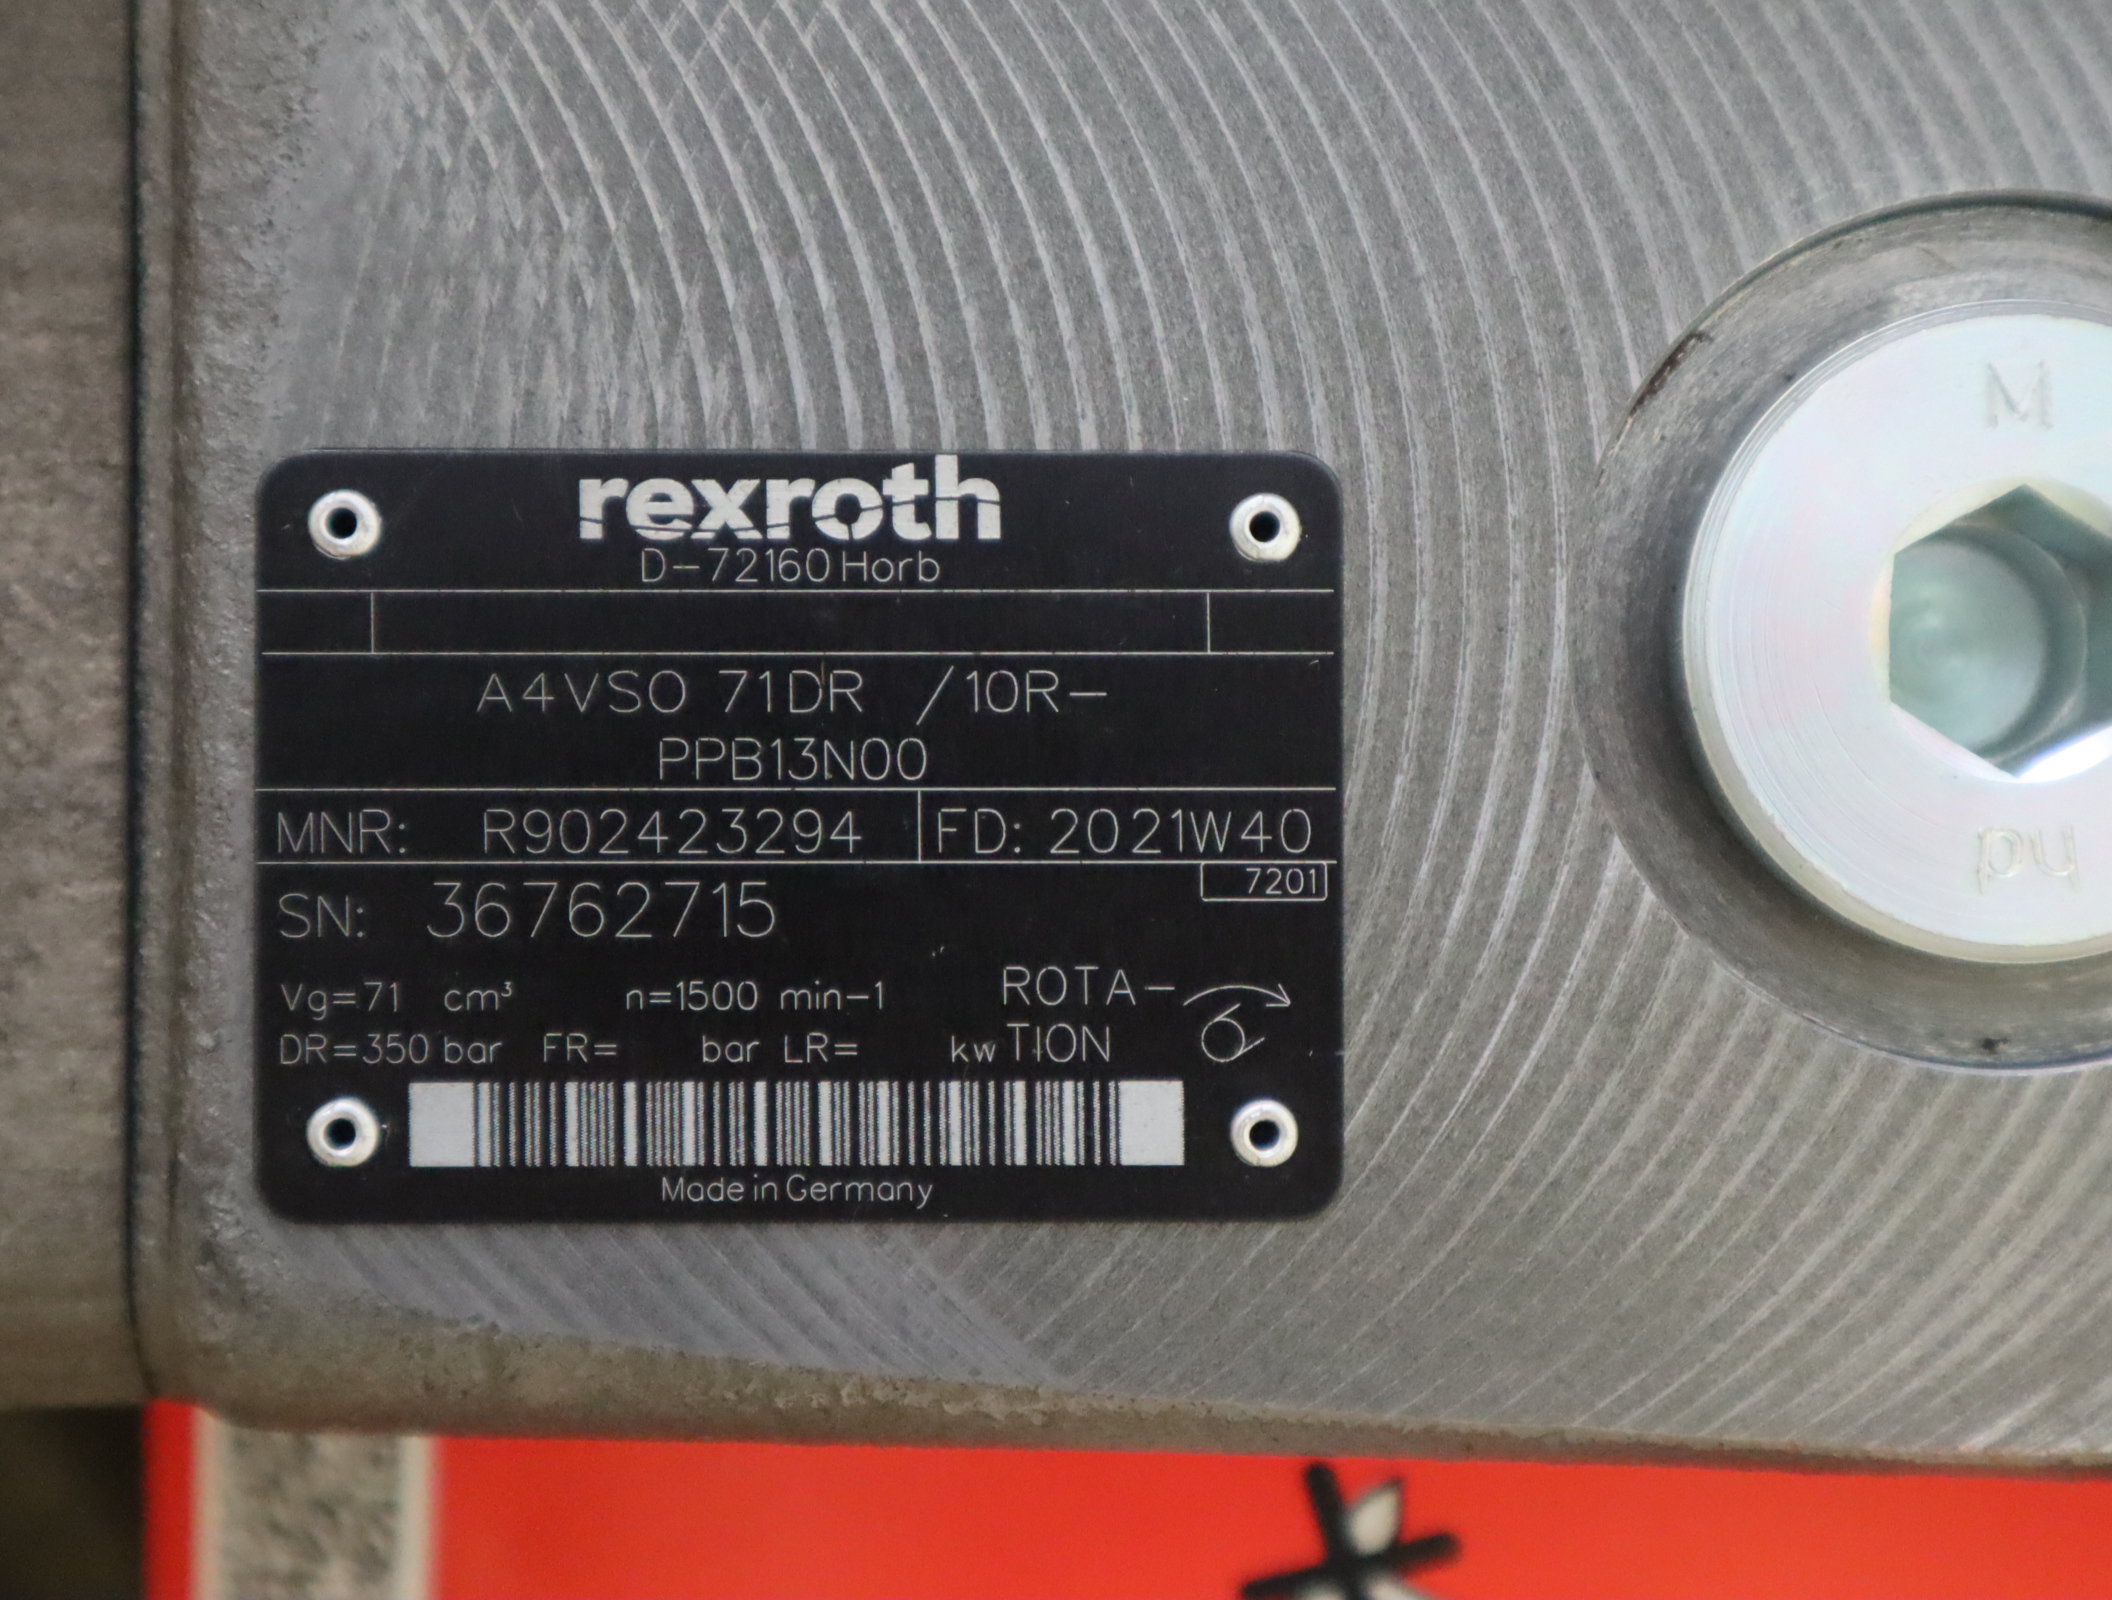 rexroth
D-72160 Horb
A4VSO 71DR /10R-
PPB13N00
MNR: R902423294 FD: 2021W40
7201
SN: 36762715
Vg=71 cm³ n=1500 min-1 ROTA-
DR=350 bar FR= bar LR= kw TION
Made in Germany
M